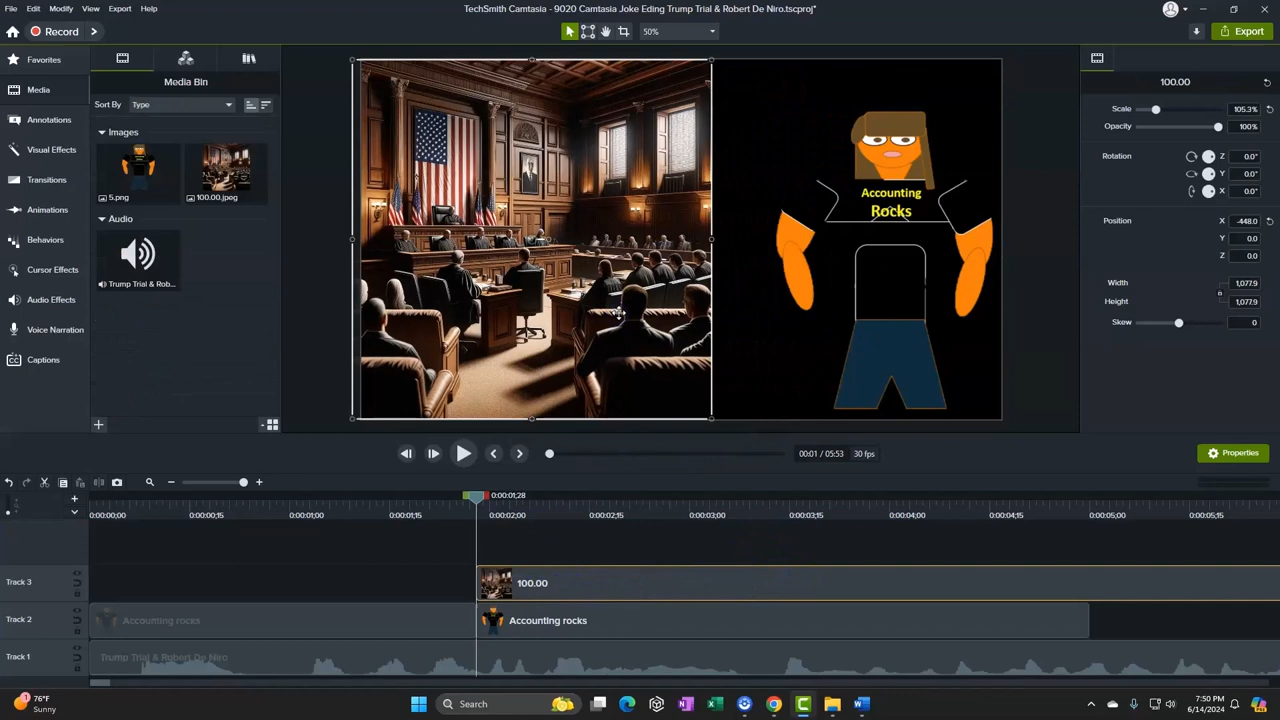 File Edit Modify View Export Help TechSmith Camtasia - 9020 Camtasia Joke Eding Trump Trial & Robert De Niro.tscproj*
Record 50% Export
Favorites
Media
Annotations
Visual Effects
Transitions
Animations
Behaviors
Cursor Effects
Audio Effects
Voice Narration
Captions
Media Bin
Sort By Type
Images
5.png 100.00.jpeg
Audio
Trump Trial & Rob...
Accounting
Rocks
100.00
Scale 105.3%
Opacity 100%
Rotation Z 0.0°
Y 0.0°
X 0.0°
Position X -448.0
Y 0.0
Z 0.0
Width 1,077.9
Height 1,077.9
Skew 0
00:01 / 05:53 30 fps
Properties
0:00:01;28
0:00:00;00 0:00:00;15 0:00:01;00 0:00:01;15 0:00:02;00 0:00:02;15 0:00:03;00 0:00:03;15 0:00:04;00 0:00:04;15 0:00:05;00 0:00:05;15
Track 3 100.00
Track 2 Accounting rocks Accounting rocks
Track 1 Trump Trial & Robert De Niro
1 76°F
Sunny
Search
7:50 PM
6/14/2024